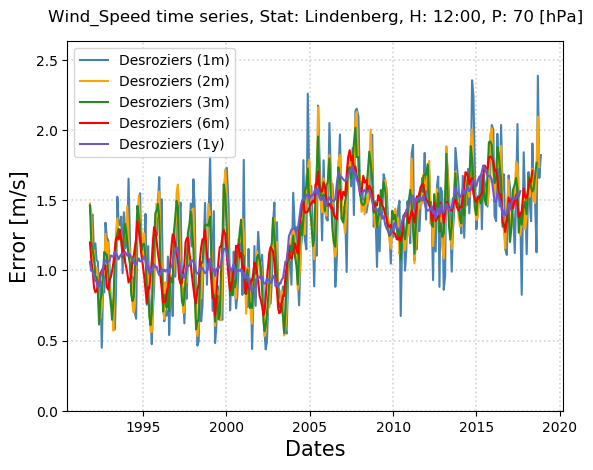 Wind_Speed time series, Stat: Lindenberg, H: 12:00, P: 70 [hPa]
Desroziers (1m)
Desroziers (2m)
Desroziers (3m)
Desroziers (6m)
Desroziers (1y)
Error [m/s]
2.5
2.0
1.5
1.0
0.5
0.0
1995 2000 2005 2010 2015 2020
Dates